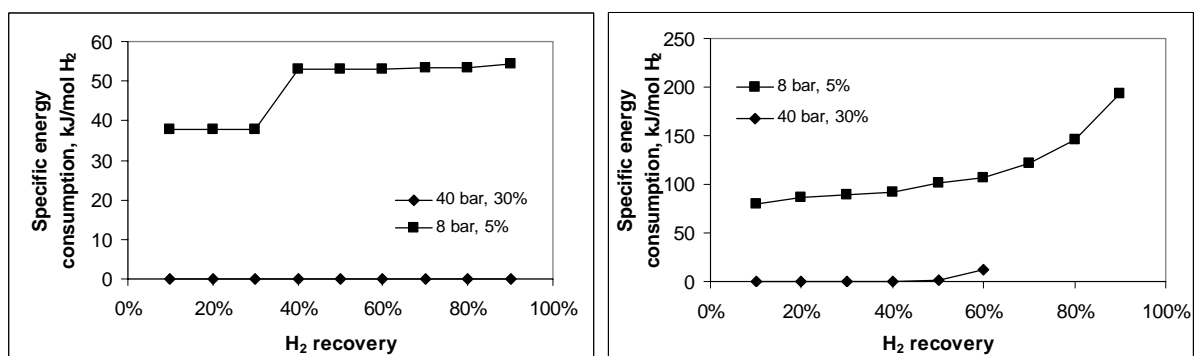 Specific energy
consumption, kJ/mol H2
60
50
40
30
20
10
0
40 bar, 30%
8 bar, 5%
0%
20%
40%
60%
80%
100%
H2 recovery
Specific energy
consumption, kJ/mol H2
250
200
150
100
50
0
8 bar, 5%
40 bar, 30%
0%
20%
40%
60%
80%
100%
H2 recovery